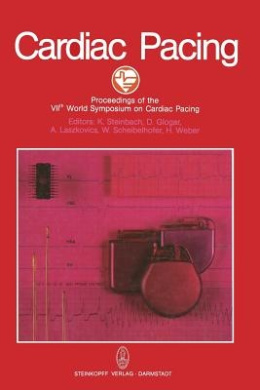 Cardiac Pacing
Proceedings of the
VIIth World Symposium on Cardiac Pacing
Editors: K. Steinbach, D. Glogar,
A. Laszkovics, W. Scheibelhofer, H. Weber
STEINKOPFF VERLAG · DARMSTADT